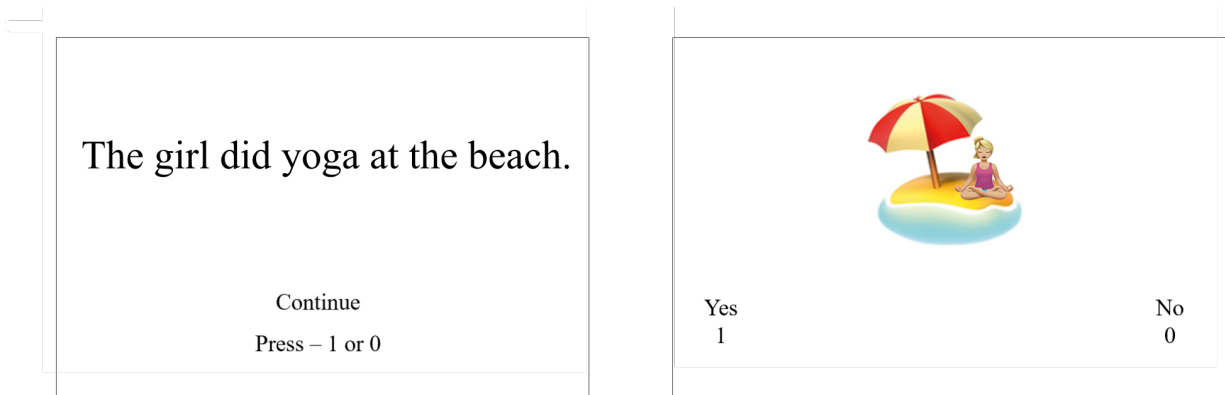 The girl did yoga at the beach.
Continue
Press – 1 or 0
Yes
1
No
0